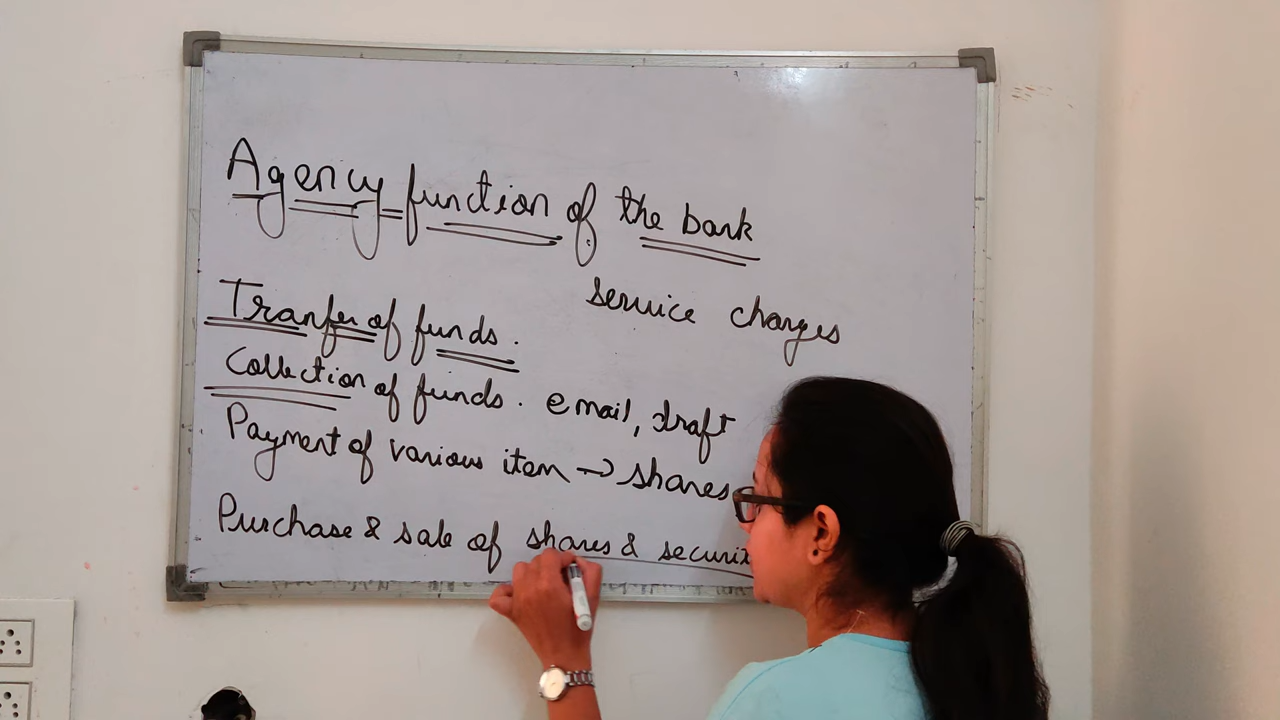 Agency function of the bank
service charges
Tranfer of funds.
Collection of funds. email, draft
Payment of various item → shares
Purchase & sale of shares &